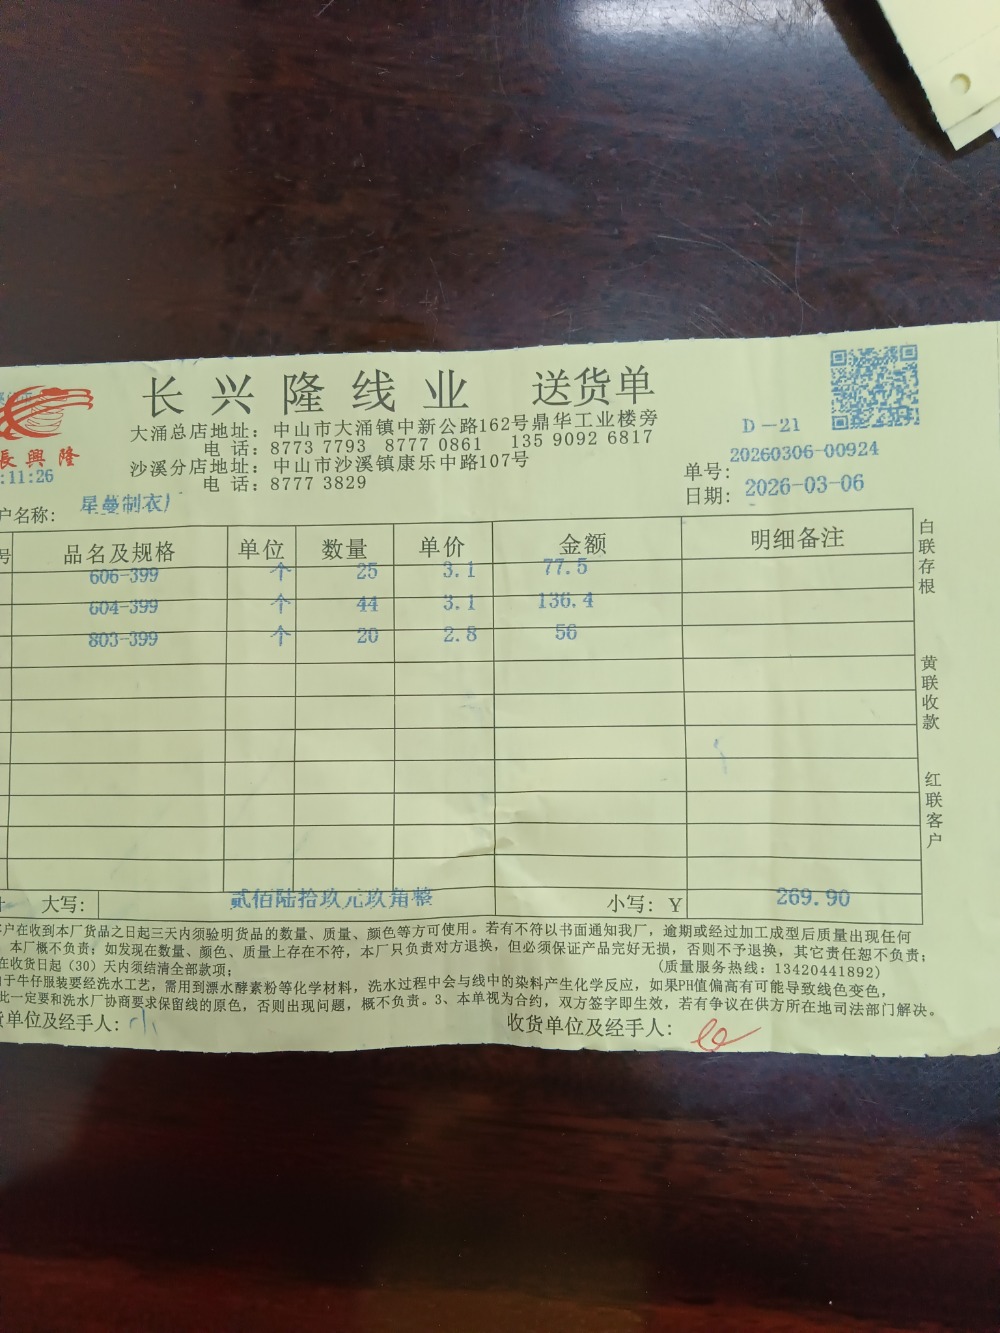 长兴隆线业 送货单
大涌总店地址：中山市大涌镇中新公路162号鼎华工业楼旁
电 话：8773 7793 8777 0861 135 9092 6817
沙溪分店地址：中山市沙溪镇康乐中路107号
电 话：8777 3829
長興隆
:11:26
D-21
单号：20260306-00924
日期：2026-03-06
户名称：星蔓制衣厂
号 品名及规格 单位 数量 单价 金额 明细备注
606-399 个 25 3.1 77.5
604-399 个 44 3.1 136.4
803-399 个 20 2.8 56
大写：贰佰陆拾玖元玖角整 小写：Y 269.90
白联存根
黄联收款
红联客户
客户在收到本厂货品之日起三天内须验明货品的数量、质量、颜色等方可使用。若有不符以书面通知我厂，逾期或经过加工成型后质量出现任何
，本厂概不负责；如发现在数量、颜色、质量上存在不符，本厂只负责对方退换，但必须保证产品完好无损，否则不予退换，其它责任恕不负责；
在收货日起（30）天内须结清全部款项； (质量服务热线：13420441892)
由于牛仔服装要经洗水工艺，需用到漂水酵素粉等化学材料，洗水过程中会与线中的染料产生化学反应，如果PH值偏高有可能导致线色变色，
此一定要和洗水厂协商要求保留线的原色，否则出现问题，概不负责。3、本单视为合约，双方签字即生效，若有争议在供方所在地司法部门解决。
货单位及经手人： 收货单位及经手人：